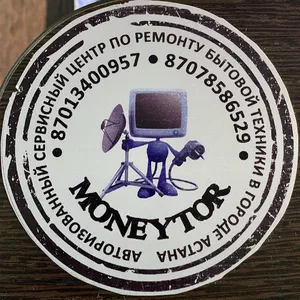 АВТОРИЗОВАННЫЙ СЕРВИСНЫЙ ЦЕНТР ПО РЕМОНТУ БЫТОВОЙ ТЕХНИКИ В ГОРОДЕ АСТАНА
• 87013400957 • 87078586529 •
MONEYTOR